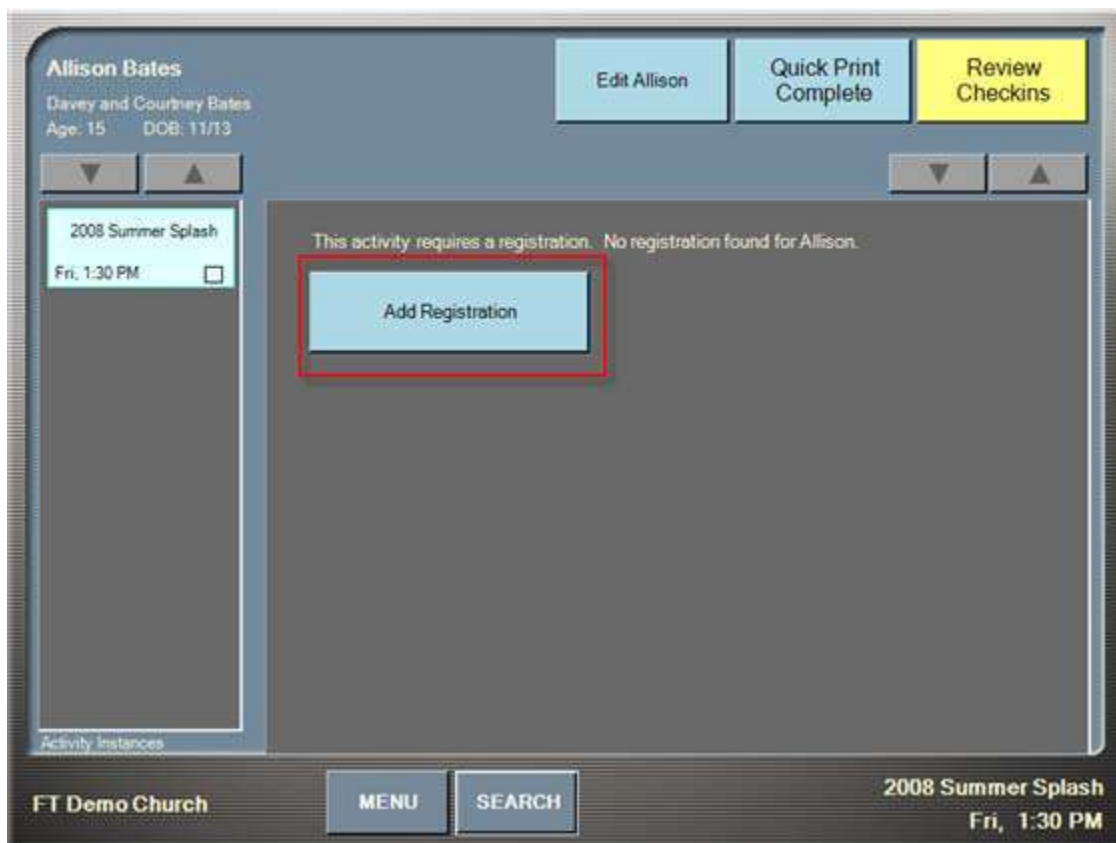 Allison Bates
Davey and Courtney Bates
Age: 15 DOB: 11/13
Edit Allison
Quick Print
Complete
Review
Checkins
2008 Summer Splash
Fri, 1:30 PM
This activity requires a registration. No registration found for Allison.
Add Registration
Activity Instances
FT Demo Church
MENU
SEARCH
2008 Summer Splash
Fri, 1:30 PM